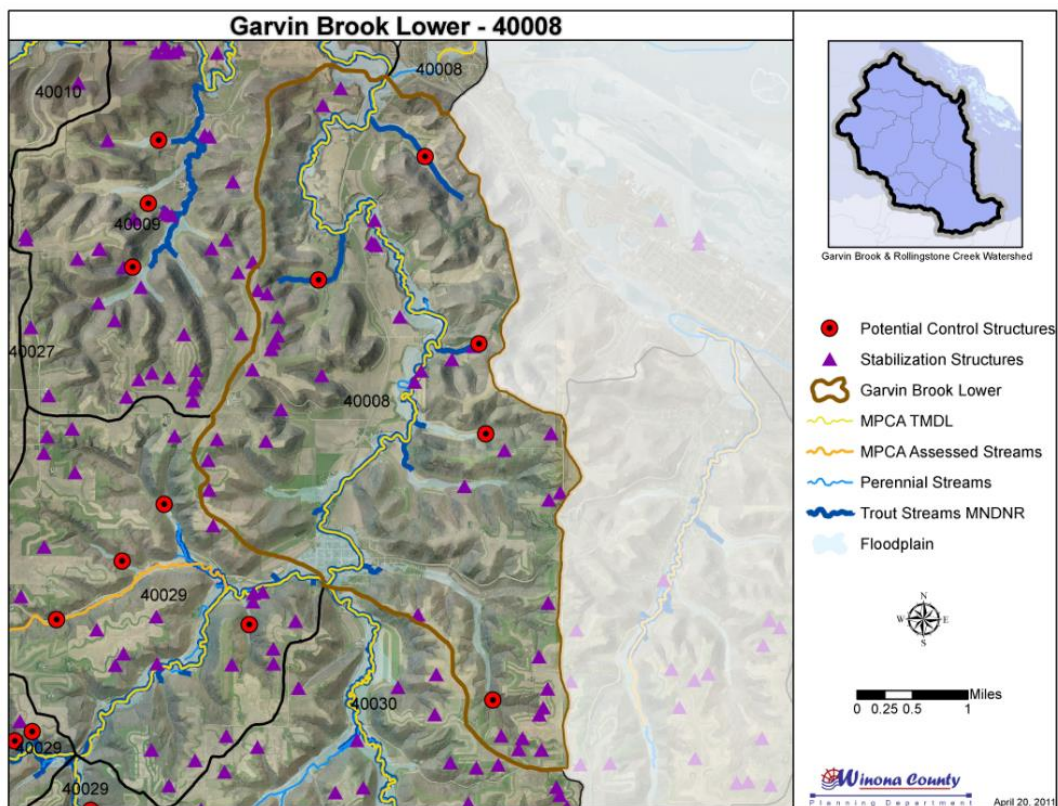 Garvin Brook Lower - 40008
40008
40010
40009
40027
40008
40029
40030
40029
40029
Garvin Brook & Rollingstone Creek Watershed
Potential Control Structures
Stabilization Structures
Garvin Brook Lower
MPCA TMDL
MPCA Assessed Streams
Perennial Streams
Trout Streams MNDNR
Floodplain
N
W E
S
Miles
0 0.25 0.5 1
Winona County
Planning Department
April 20, 2011